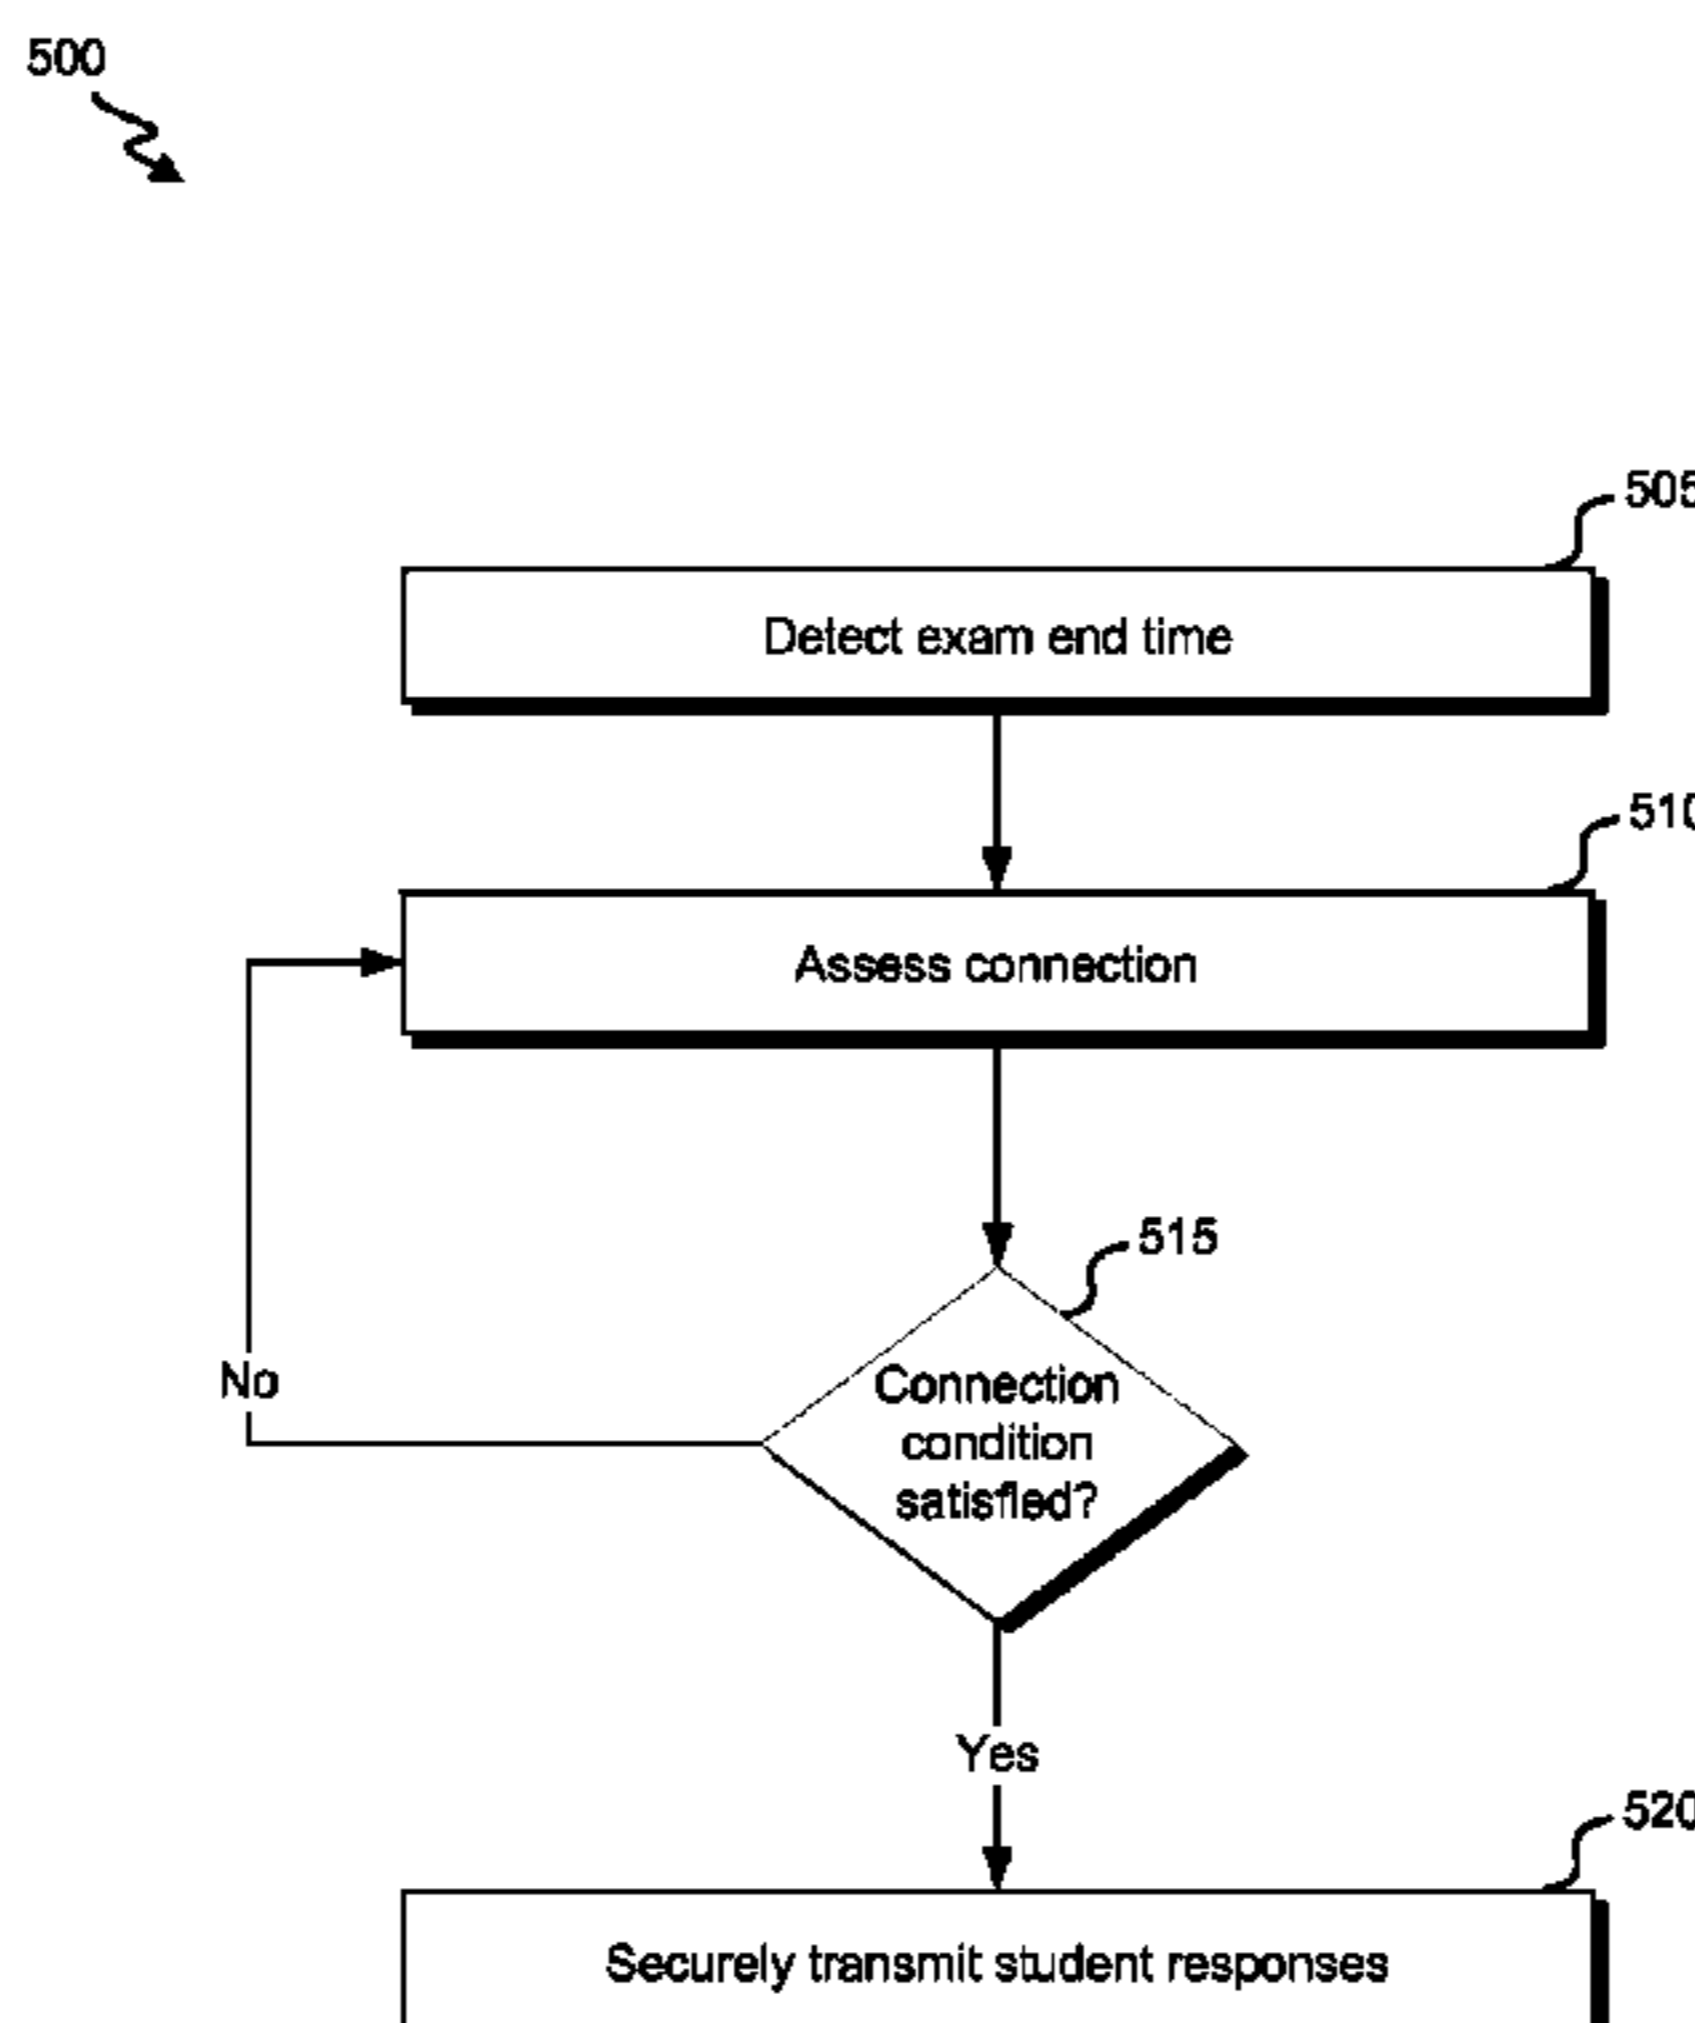 500
505
Detect exam end time
510
Assess connection
515
No
Connection
condition
satisfied?
Yes
520
Securely transmit student responses